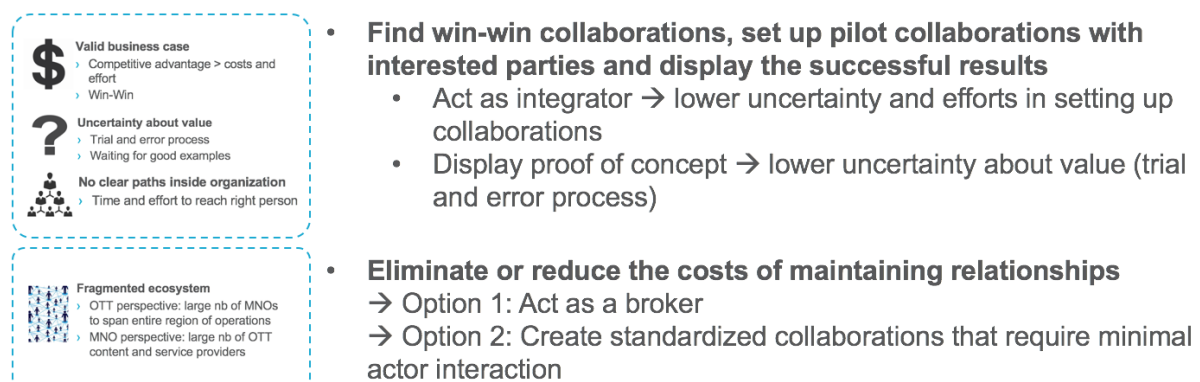 Valid business case
› Competitive advantage > costs and
effort
› Win-Win
Uncertainty about value
› Trial and error process
› Waiting for good examples
No clear paths inside organization
› Time and effort to reach right person
• Find win-win collaborations, set up pilot collaborations with
interested parties and display the successful results
• Act as integrator → lower uncertainty and efforts in setting up
collaborations
• Display proof of concept → lower uncertainty about value (trial
and error process)
Fragmented ecosystem
› OTT perspective: large nb of MNOs
to span entire region of operations
› MNO perspective: large nb of OTT
content and service providers
• Eliminate or reduce the costs of maintaining relationships
→ Option 1: Act as a broker
→ Option 2: Create standardized collaborations that require minimal
actor interaction